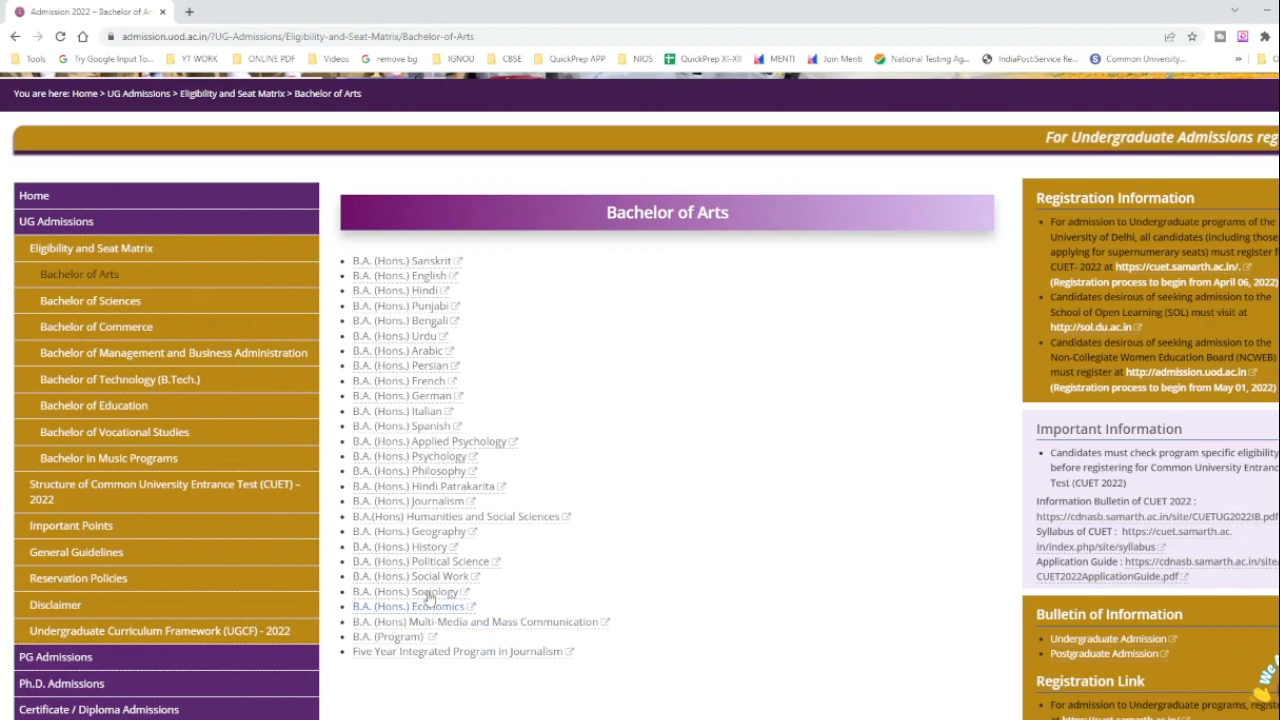 Admission 2022 – Bachelor of Ar
admission.uod.ac.in/?UG-Admissions/Eligibility-and-Seat-Matrix/Bachelor-of-Arts
Tools
Try Google Input To...
YT WORK
ONLINE PDF
Videos
remove bg
IGNOU
CBSE
QuickPrep APP
NIOS
QuickPrep XI-XII
MENTI
Join Menti
National Testing Ag...
IndiaPost:Service Re...
Common University...
You are here: Home > UG Admissions > Eligibility and Seat Matrix > Bachelor of Arts
For Undergraduate Admissions reg
Home
UG Admissions
Eligibility and Seat Matrix
Bachelor of Arts
Bachelor of Sciences
Bachelor of Commerce
Bachelor of Management and Business Administration
Bachelor of Technology (B.Tech.)
Bachelor of Education
Bachelor of Vocational Studies
Bachelor in Music Programs
Structure of Common University Entrance Test (CUET) –
2022
Important Points
General Guidelines
Reservation Policies
Disclaimer
Undergraduate Curriculum Framework (UGCF) - 2022
PG Admissions
Ph.D. Admissions
Certificate / Diploma Admissions
Bachelor of Arts
B.A. (Hons.) Sanskrit
B.A. (Hons.) English
B.A. (Hons.) Hindi
B.A. (Hons.) Punjabi
B.A. (Hons.) Bengali
B.A. (Hons.) Urdu
B.A. (Hons.) Arabic
B.A. (Hons.) Persian
B.A. (Hons.) French
B.A. (Hons.) German
B.A. (Hons.) Italian
B.A. (Hons.) Spanish
B.A. (Hons.) Applied Psychology
B.A. (Hons.) Psychology
B.A. (Hons.) Philosophy
B.A. (Hons.) Hindi Patrakarita
B.A. (Hons.) Journalism
B.A.(Hons) Humanities and Social Sciences
B.A. (Hons.) Geography
B.A. (Hons.) History
B.A. (Hons.) Political Science
B.A. (Hons.) Social Work
B.A. (Hons.) Sociology
B.A. (Hons.) Economics
B.A. (Hons) Multi-Media and Mass Communication
B.A. (Program)
Five Year Integrated Program in Journalism
Registration Information
For admission to Undergraduate programs of the
University of Delhi, all candidates (including those
applying for supernumerary seats) must register f
CUET- 2022 at https://cuet.samarth.ac.in/.
(Registration process to begin from April 06, 2022)
Candidates desirous of seeking admission to the
School of Open Learning (SOL) must visit at
http://sol.du.ac.in
Candidates desirous of seeking admission to the
Non-Collegiate Women Education Board (NCWEB)
must register at http://admission.uod.ac.in
(Registration process to begin from May 01, 2022)
Important Information
Candidates must check program specific eligibility
before registering for Common University Entranc
Test (CUET 2022)
Information Bulletin of CUET 2022 :
https://cdnasb.samarth.ac.in/site/CUETUG2022IB.pdf
Syllabus of CUET : https://cuet.samarth.ac.
in/index.php/site/syllabus
Application Guide : https://cdnasb.samarth.ac.in/site/
CUET2022ApplicationGuide.pdf
Bulletin of Information
Undergraduate Admission
Postgraduate Admission
Registration Link
For admission to Undergraduate programs, registe
We a